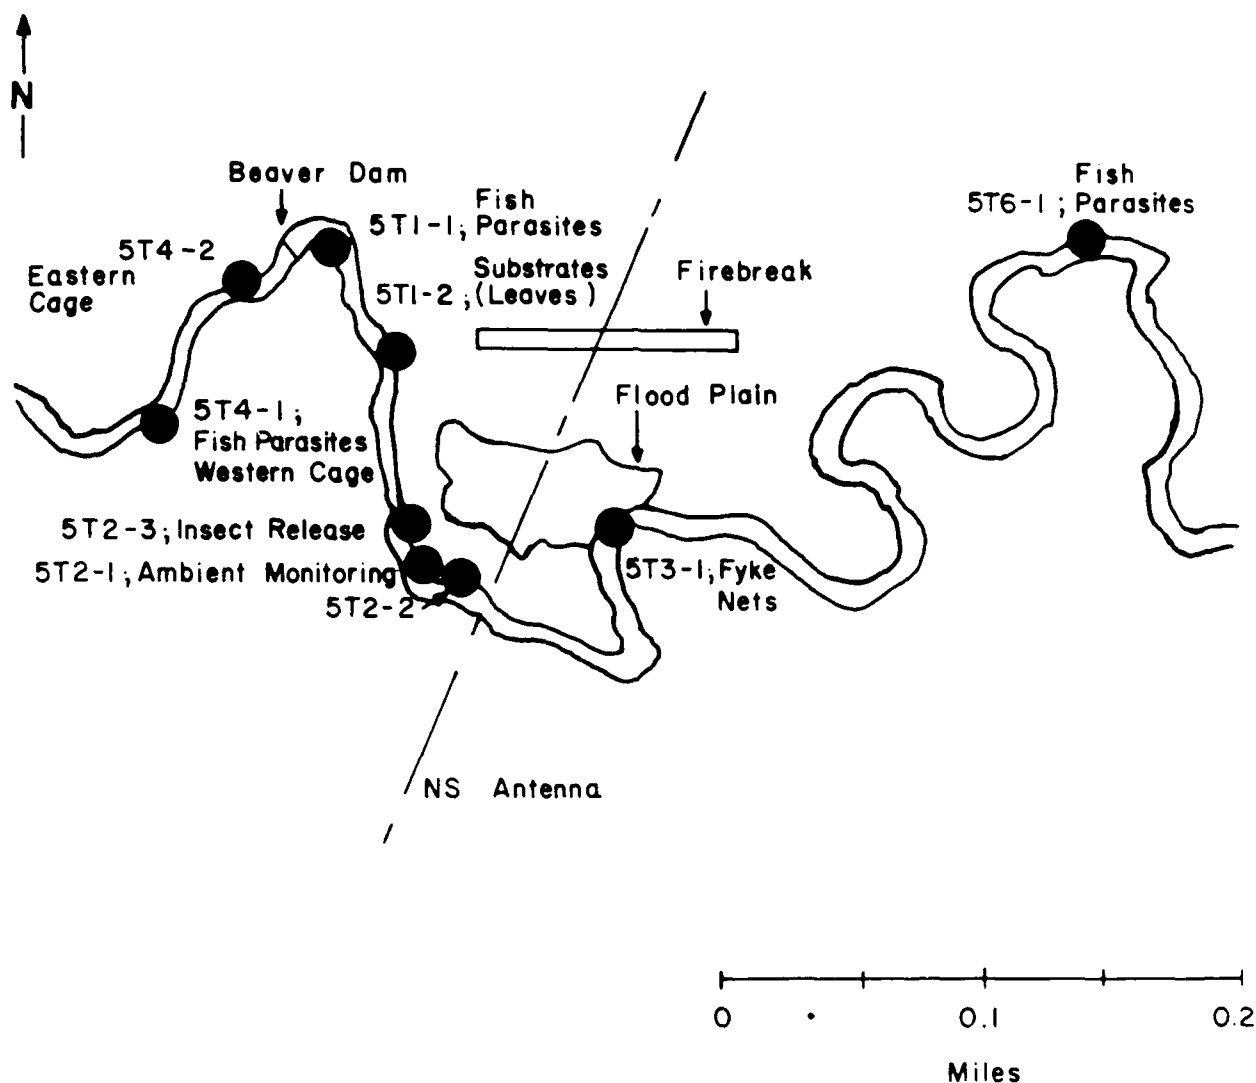 N
Beaver Dam
Fish
5T1-1; Parasites
Fish
5T6-1; Parasites
5T4-2
Eastern
Cage
Substrates
5T1-2; (Leaves)
Firebreak
Flood Plain
5T4-1;
Fish Parasites
Western Cage
5T2-3; Insect Release
5T2-1; Ambient Monitoring
5T2-2
5T3-1; Fyke
Nets
NS Antenna
0 0.1 0.2
Miles